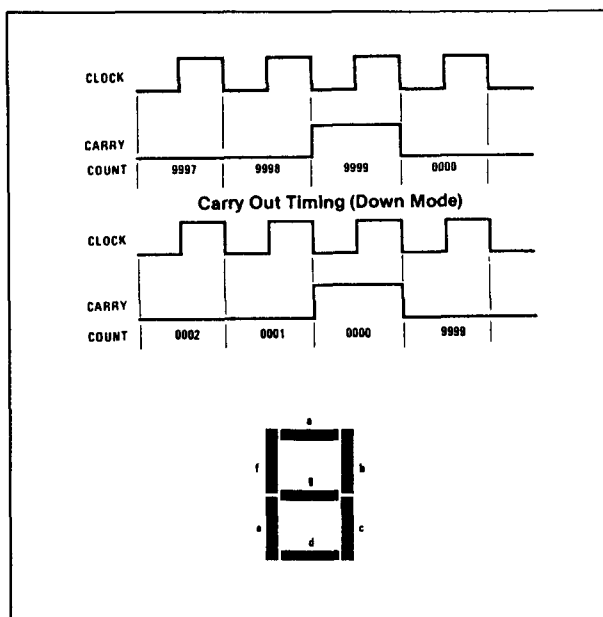 CLOCK
CARRY
COUNT 9997 9998 9999 0000
Carry Out Timing (Down Mode)
CLOCK
CARRY
COUNT 0002 0001 0000 9999
a
f b
g
e c
d